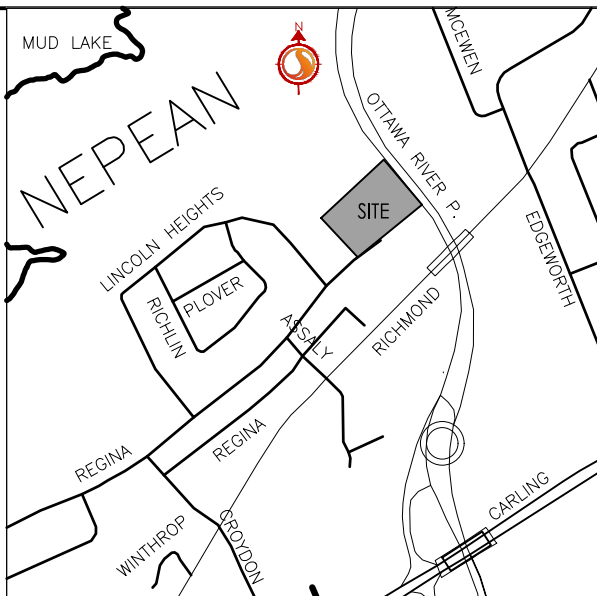 N
MUD LAKE
MCEWEN
NEPEAN
OTTAWA RIVER P.
SITE
LINCOLN HEIGHTS
EDGEWORTH
PLOVER
RICHLIN
ASSALY
RICHMOND
REGINA
REGINA
CARLING
WINTHROP
CROYDON